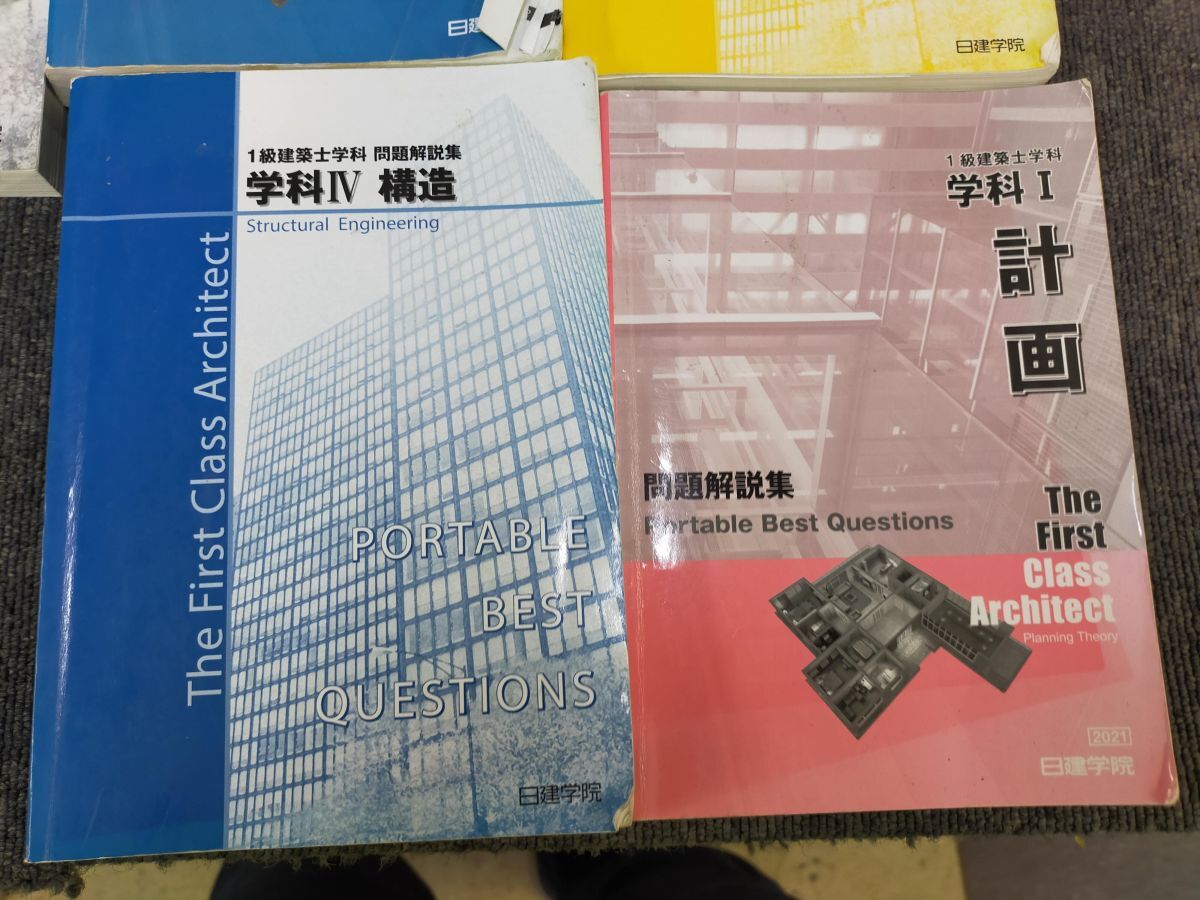 日建
日建学院
1級建築士学科 問題解説集
学科Ⅳ 構造
Structural Engineering
The First Class Architect
PORTABLE
BEST
QUESTIONS
日建学院
1級建築士学科
学科Ⅰ
計画
問題解説集
Portable Best Questions
The
First
Class
Architect
Planning Theory
2021
日建学院